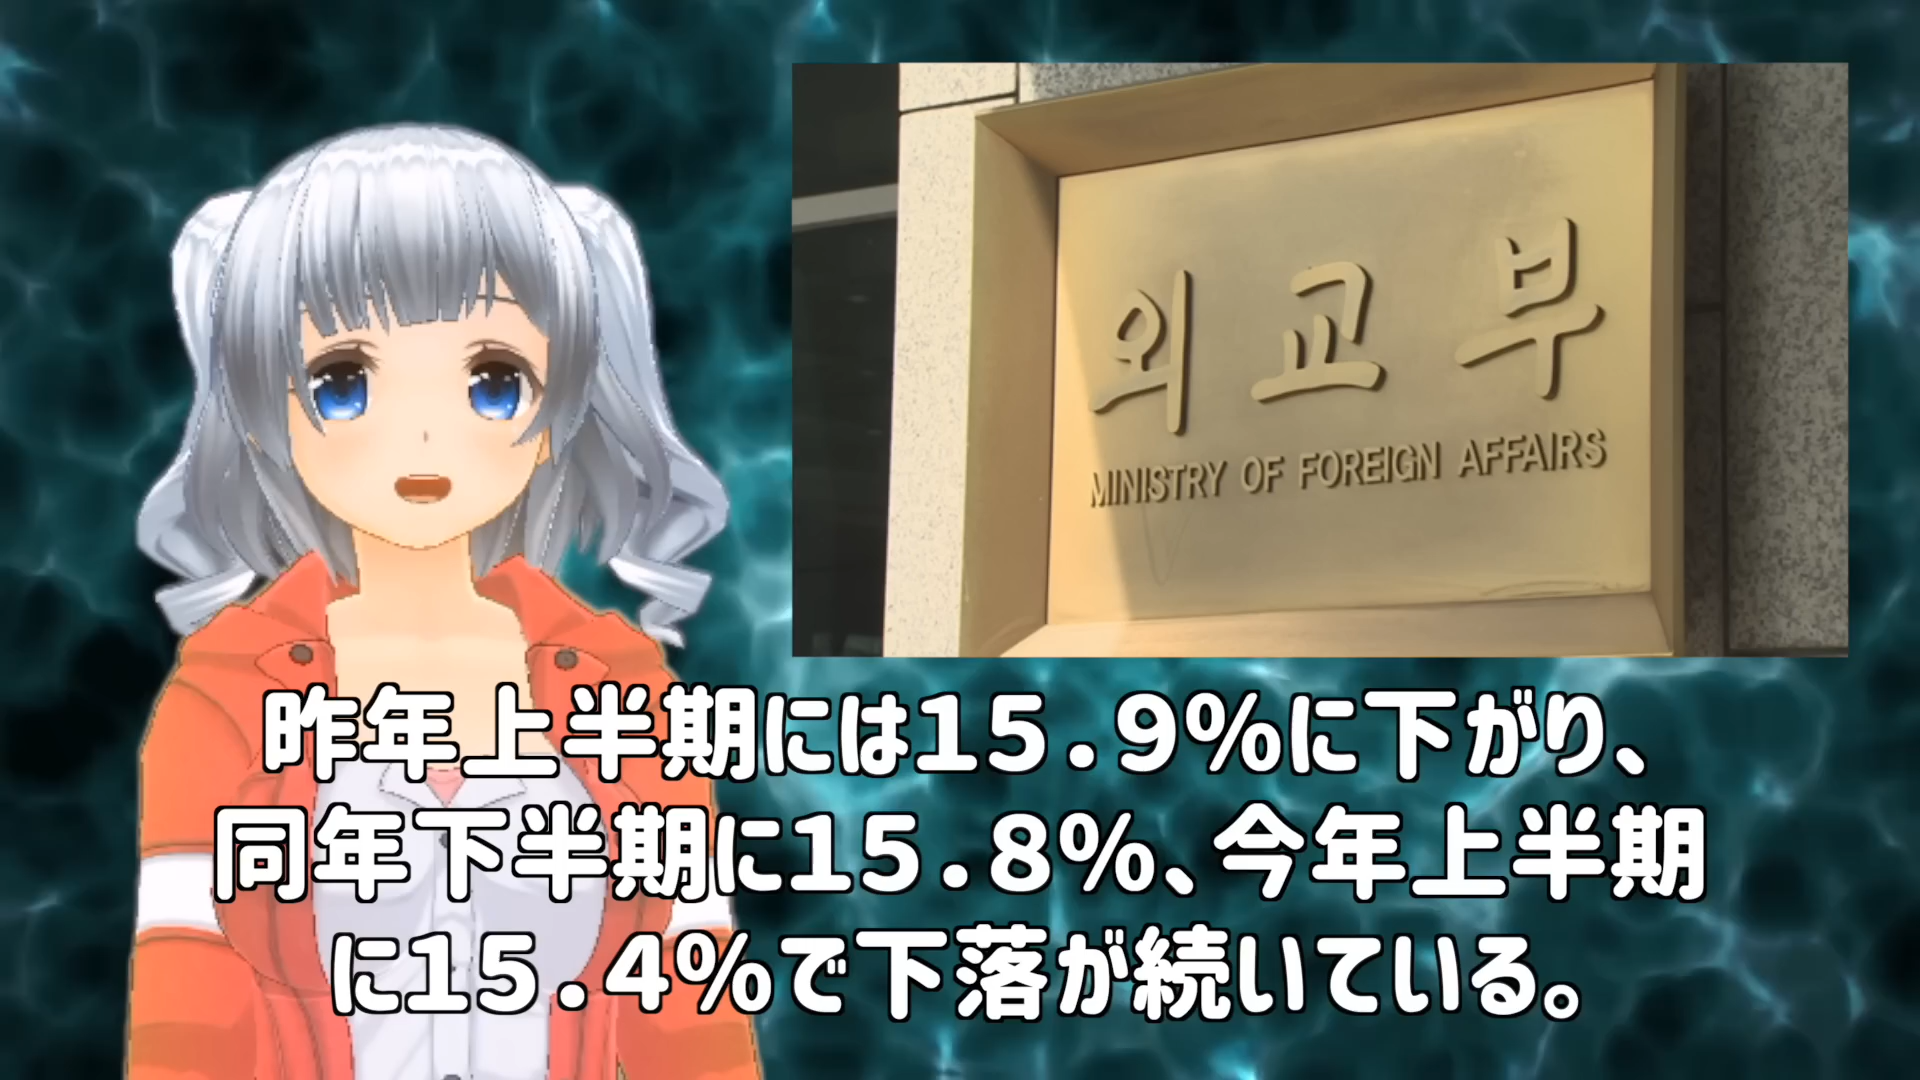 외교부
MINISTRY OF FOREIGN AFFAIRS
昨年上半期には15.9%に下がり、
同年下半期に15.8%、今年上半期
に15.4%で下落が続いている。